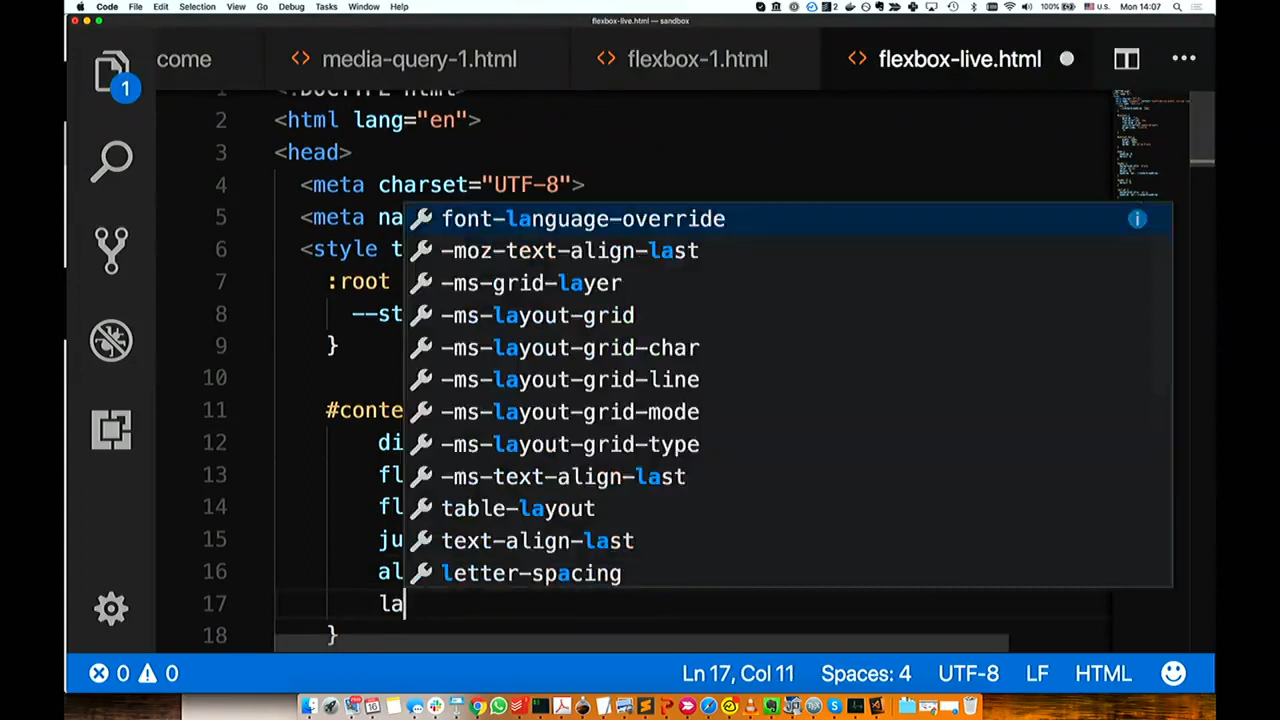 Code File Edit Selection View Go Debug Tasks Window Help 100% U.S. Mon 14:07
flexbox-live.html — sandbox
come media-query-1.html flexbox-1.html flexbox-live.html
1
1 <!DOCTYPE html>
2 <html lang="en">
3 <head>
4 <meta charset="UTF-8">
5 <meta na
6 <style t
7 :root
8 --st
9 }
10
11 #conte
12 di
13 fl
14 fl
15 ju
16 al
17 la
18 }
font-language-override
-moz-text-align-last
-ms-grid-layer
-ms-layout-grid
-ms-layout-grid-char
-ms-layout-grid-line
-ms-layout-grid-mode
-ms-layout-grid-type
-ms-text-align-last
table-layout
text-align-last
letter-spacing
0 0 Ln 17, Col 11 Spaces: 4 UTF-8 LF HTML